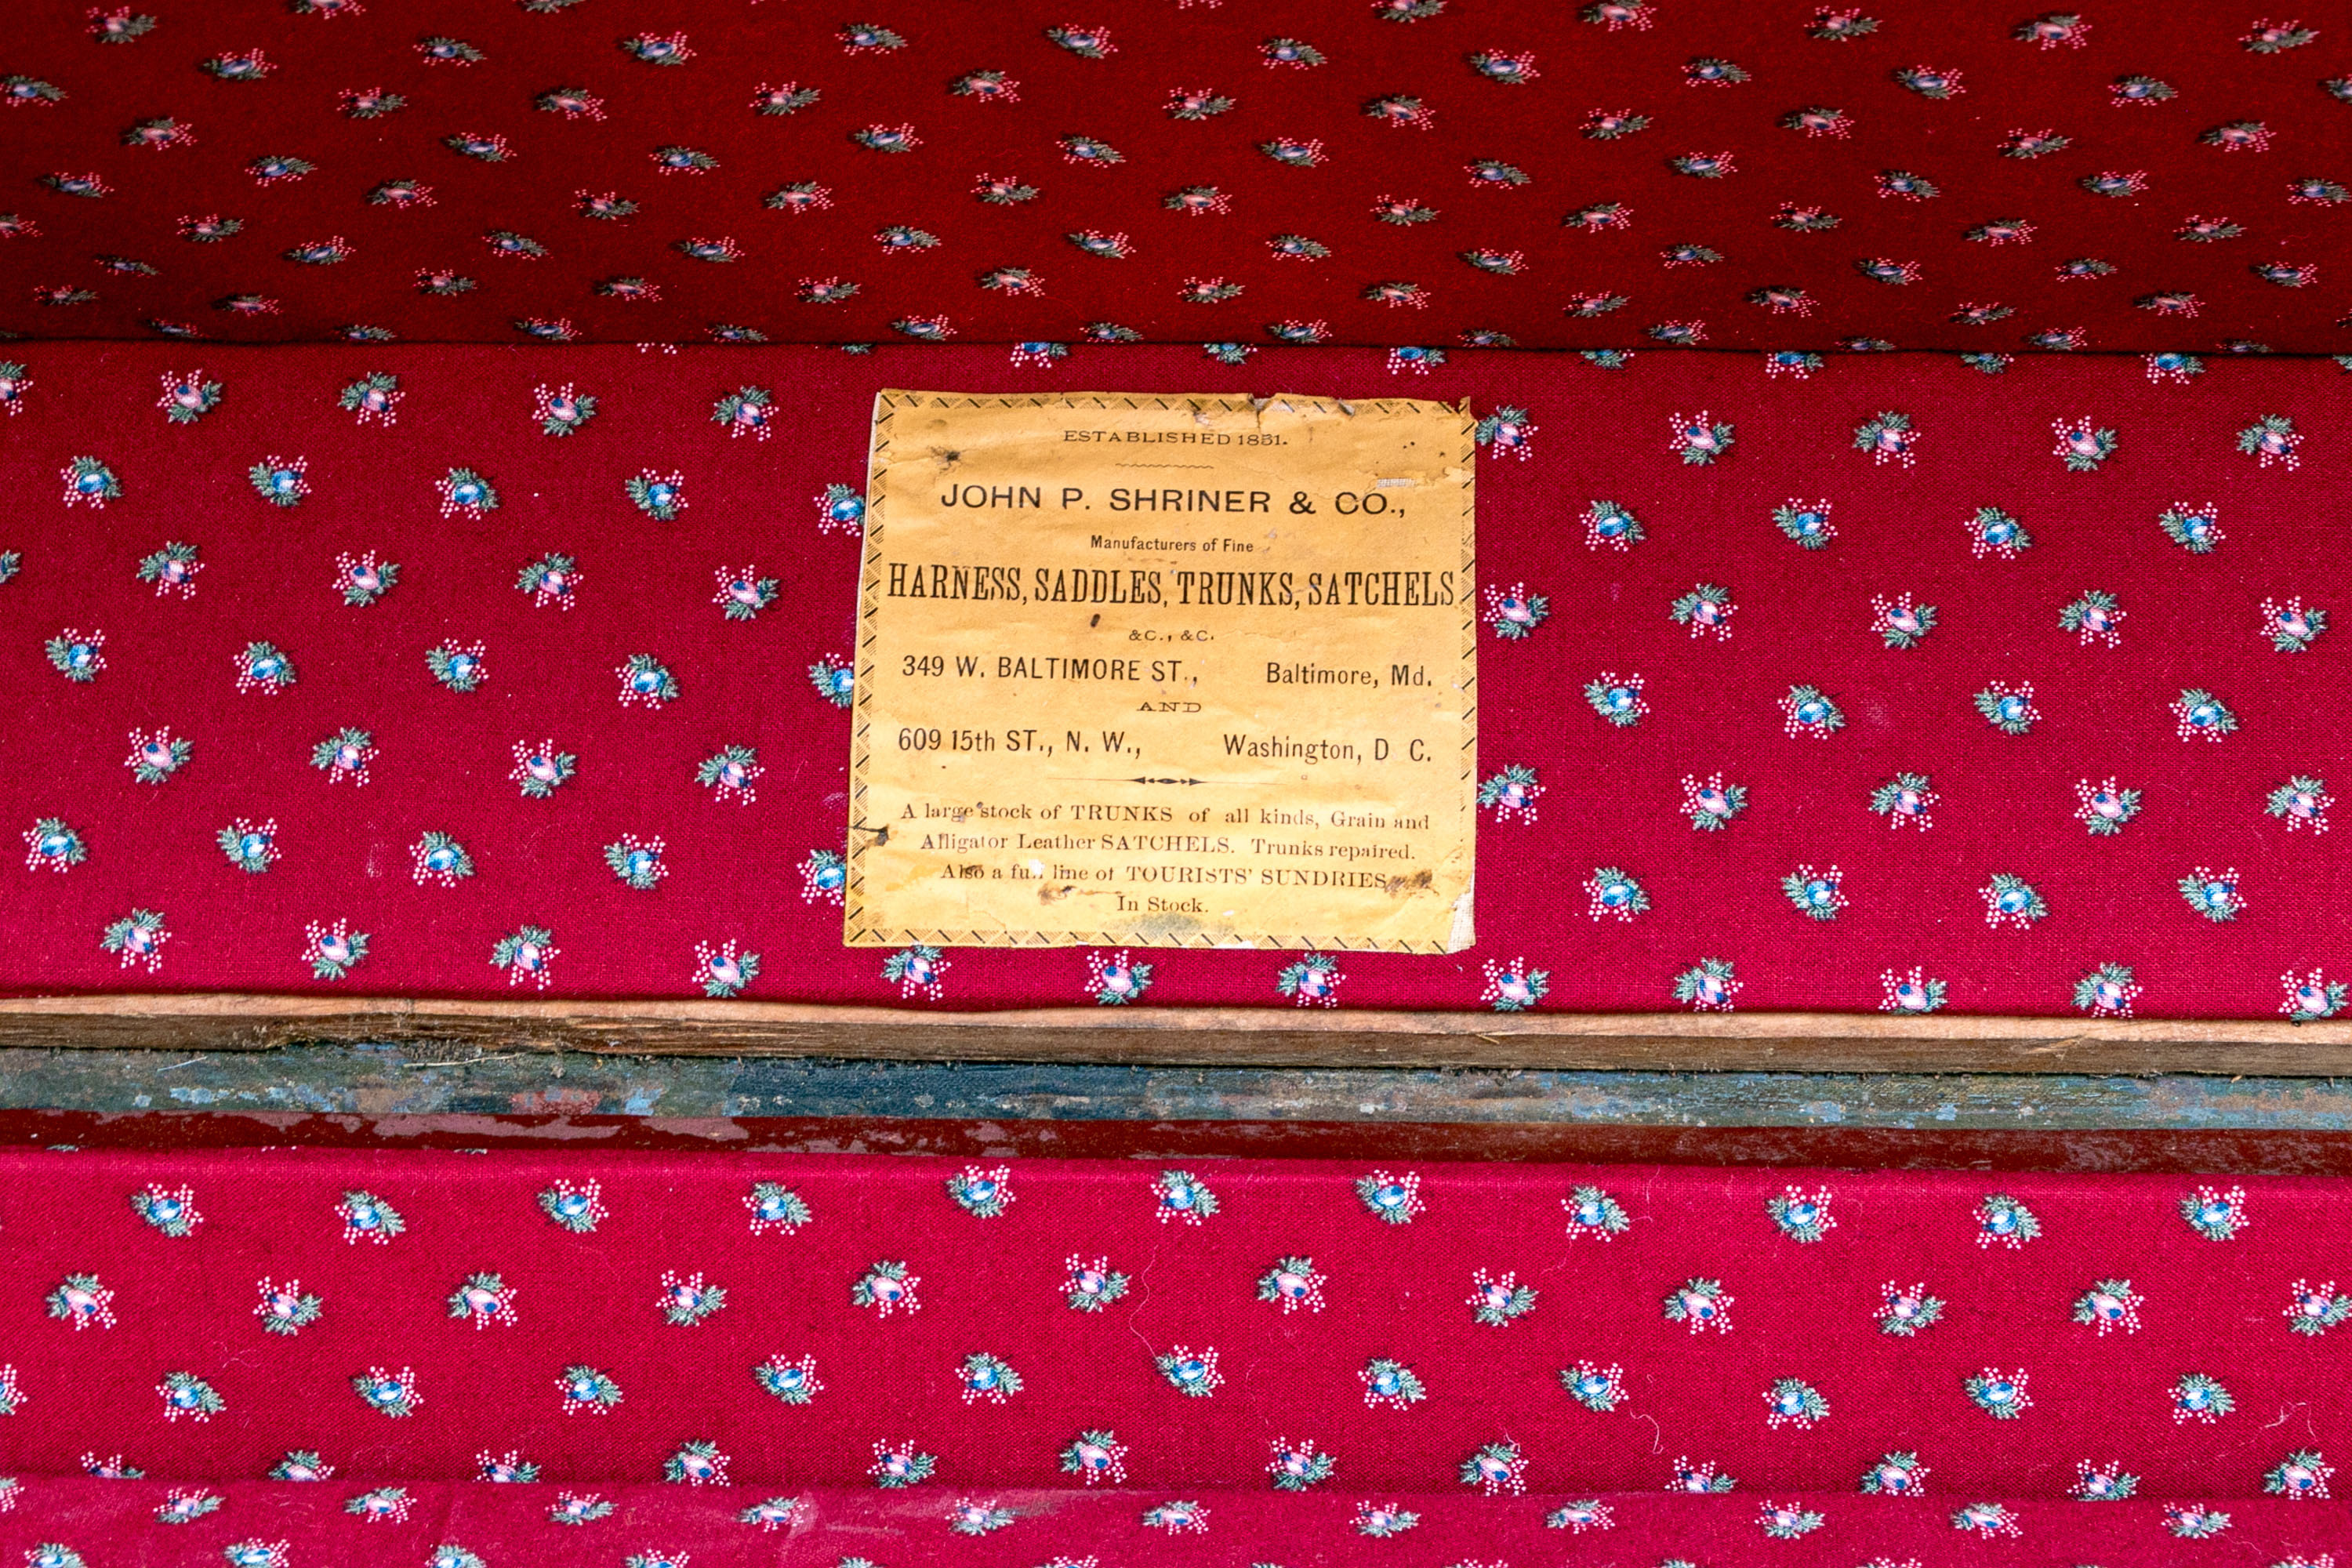 ESTABLISHED 1851.
JOHN P. SHRINER & CO.,
Manufacturers of Fine
HARNESS, SADDLES, TRUNKS, SATCHELS
&C., &C.
349 W. BALTIMORE ST., Baltimore, Md.
AND
609 15th ST., N. W., Washington, D C.
A large stock of TRUNKS of all kinds, Grain and
Alligator Leather SATCHELS. Trunks repaired.
Also a full line of TOURISTS' SUNDRIES
In Stock.